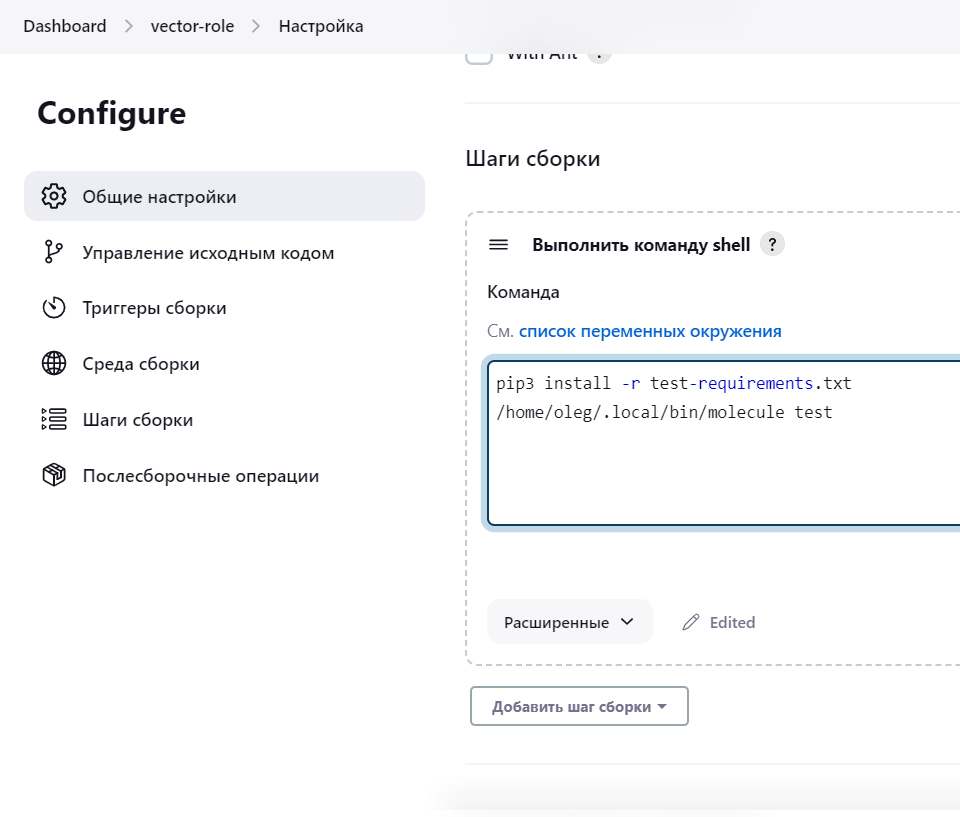 Dashboard > vector-role > Настройка
With Ant ?
Configure
Общие настройки
Управление исходным кодом
Триггеры сборки
Среда сборки
Шаги сборки
Послесборочные операции
Шаги сборки
Выполнить команду shell ?
Команда
См. список переменных окружения
pip3 install -r test-requirements.txt
/home/oleg/.local/bin/molecule test
Расширенные
Edited
Добавить шаг сборки